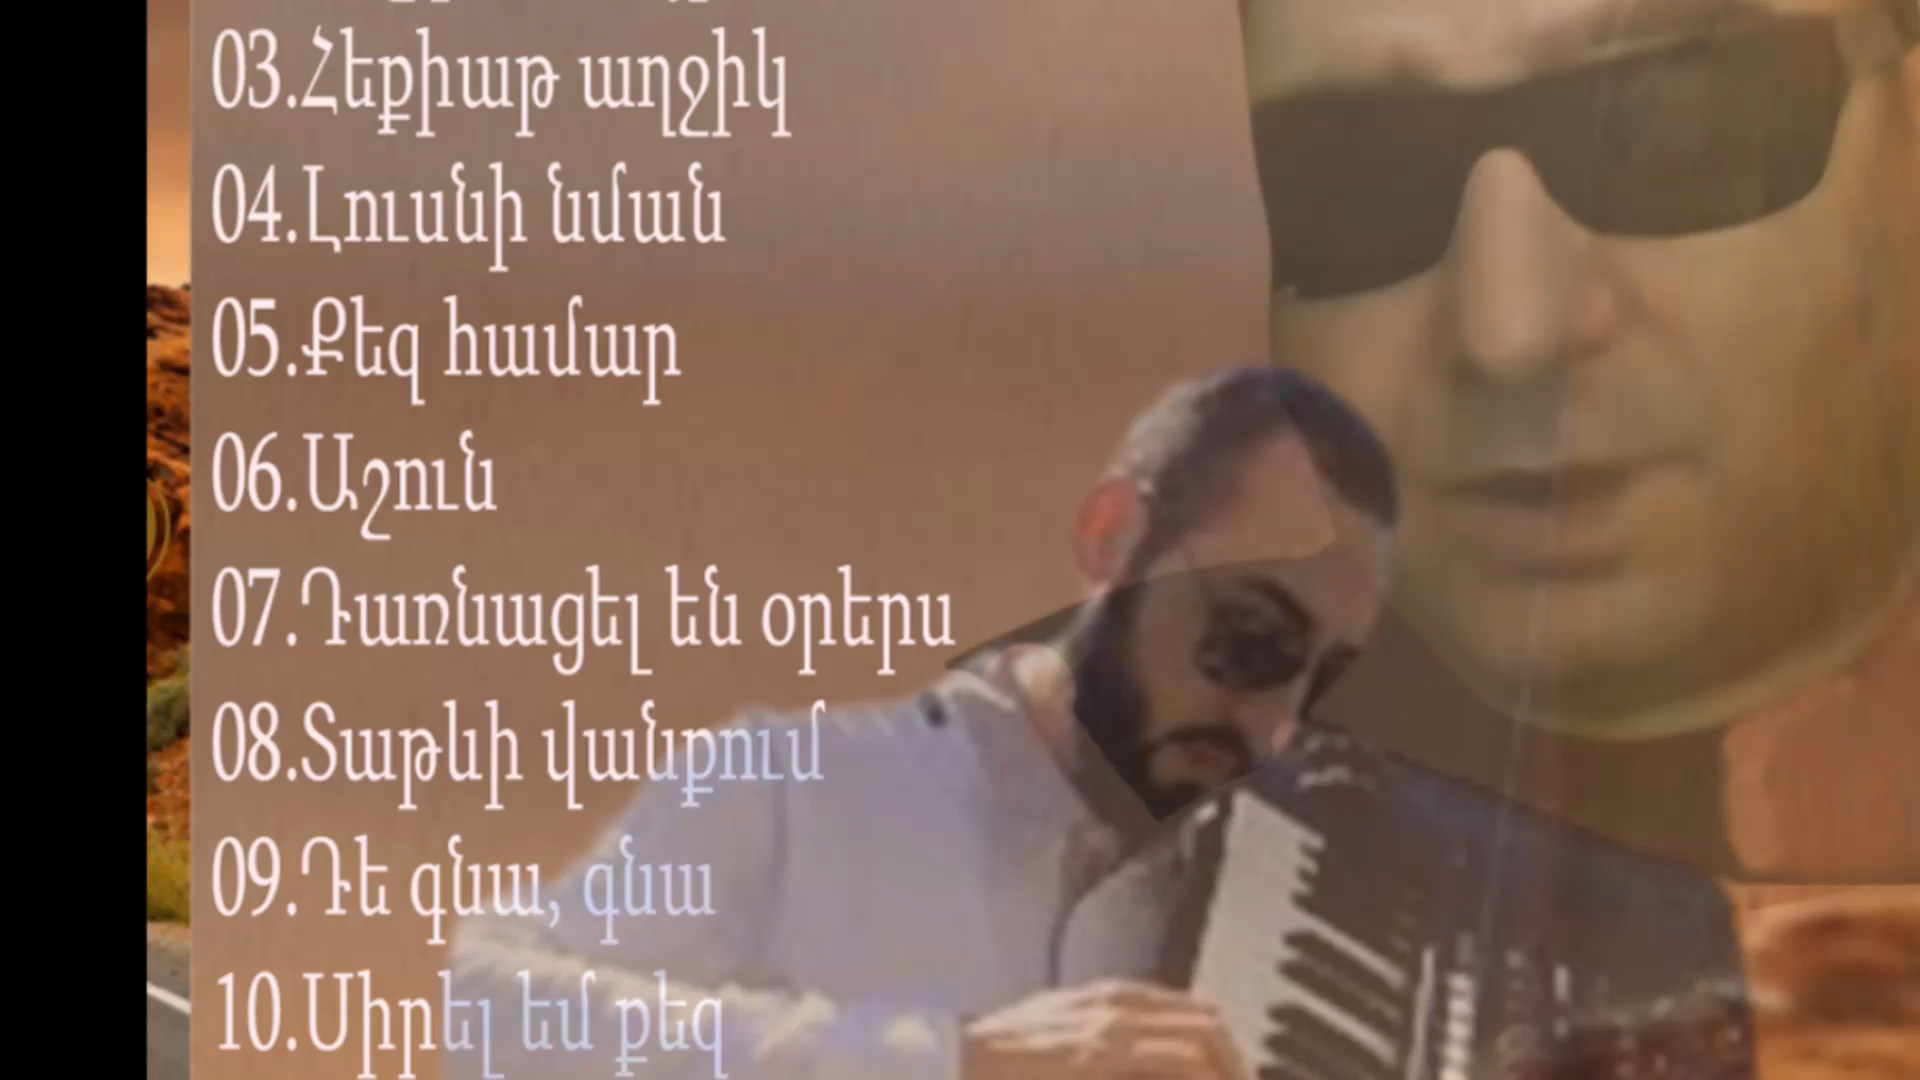 03.Հեքիաթ աղջիկ
04.Լուսնի նման
05.Քեզ համար
06.Աշուն
07.Դառնացել են օրերս
08.Տաթևի վանքում
09.Դե գնա, գնա
10.Սիրել եմ քեզ